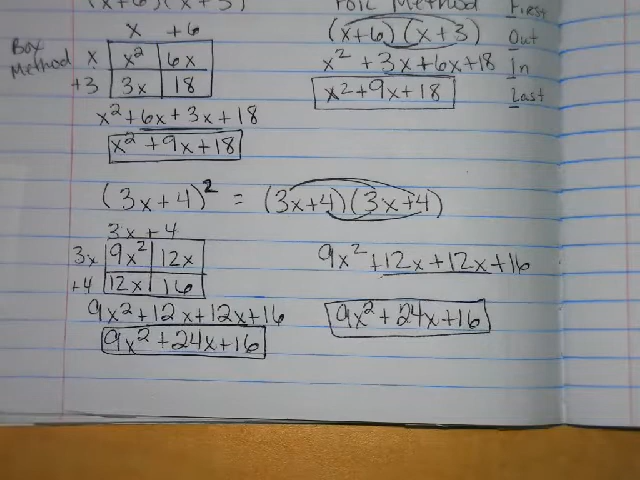 (x+6)(x+3)
Foil Method
First
Out
In
Last
Box Method
x +6
x x² 6x
+3 3x 18
x² + 6x + 3x + 18
x² + 9x + 18
(x+6)(x+3)
x² + 3x + 6x + 18
x² + 9x + 18
(3x+4)² = (3x+4)(3x+4)
3x + 4
3x 9x² 12x
+4 12x 16
9x² + 12x + 12x + 16
9x² + 24x + 16
9x² + 12x + 12x + 16
9x² + 24x + 16